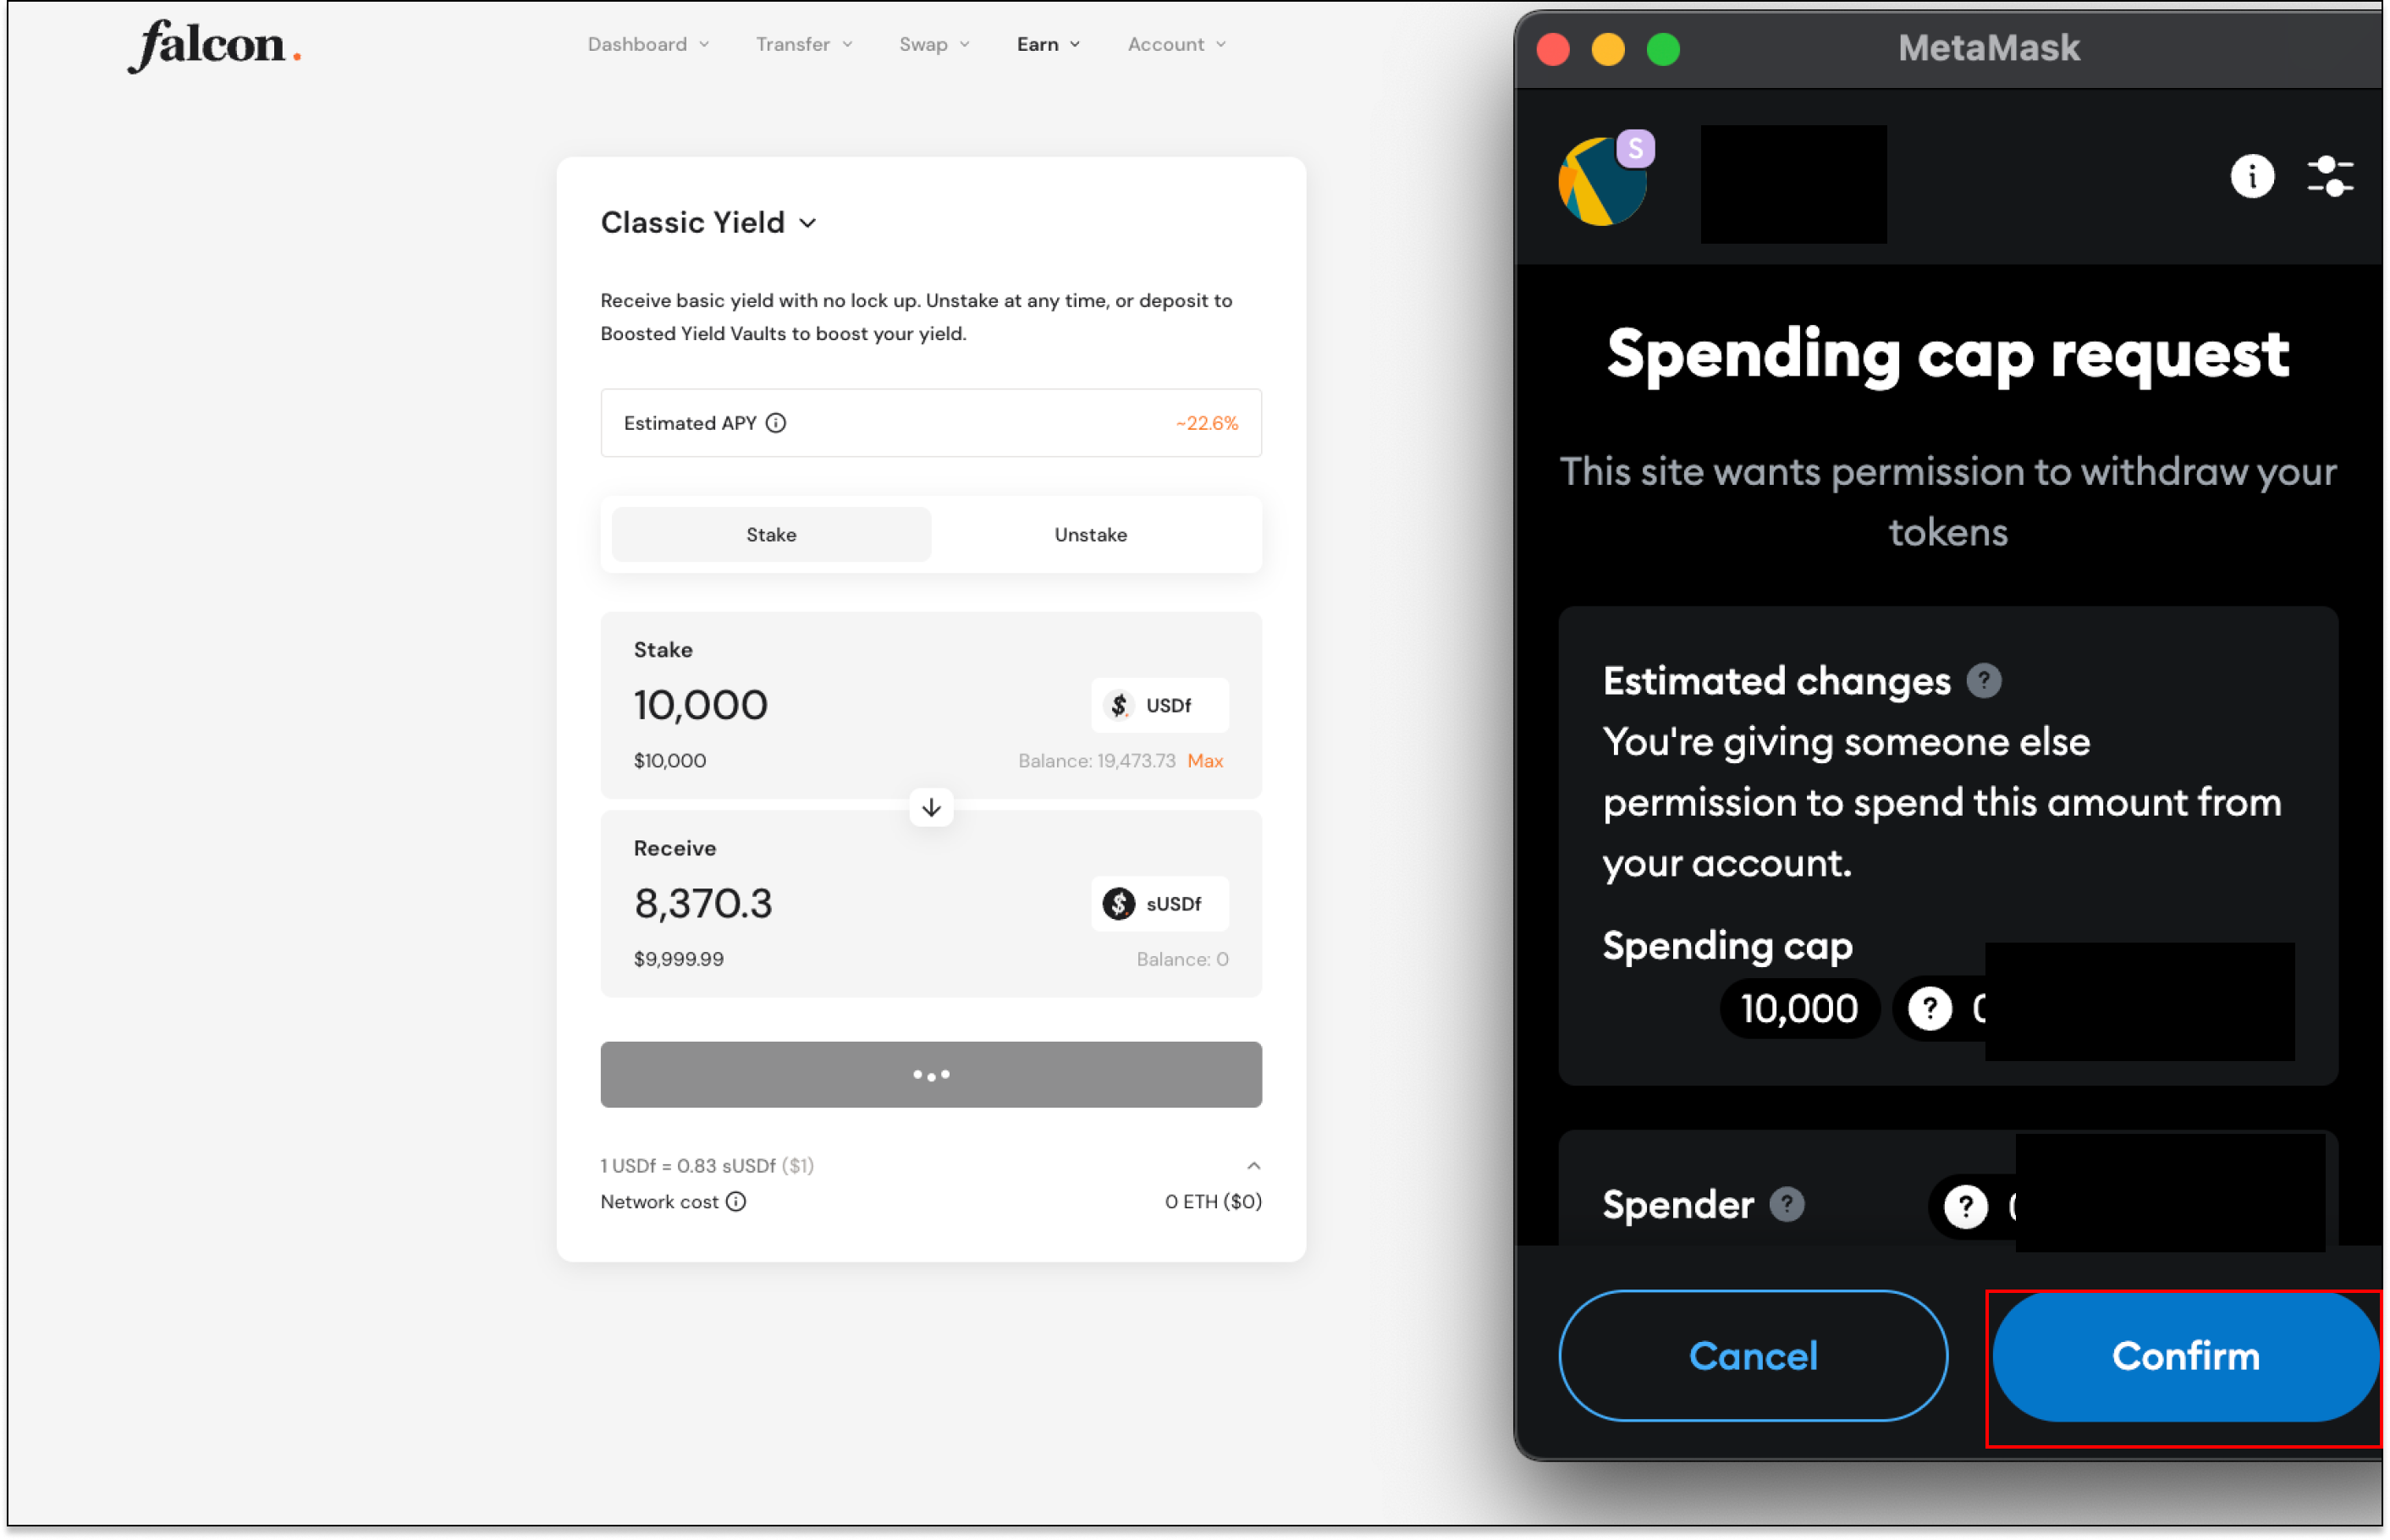 falcon.
Dashboard
Transfer
Swap
Earn
Account
Classic Yield
Receive basic yield with no lock up. Unstake at any time, or deposit to
Boosted Yield Vaults to boost your yield.
Estimated APY
~22.6%
Stake
Unstake
Stake
10,000
USDf
$10,000
Balance: 19,473.73 Max
Receive
8,370.3
sUSDf
$9,999.99
Balance: 0
1 USDf = 0.83 sUSDf ($1)
Network cost
0 ETH ($0)
MetaMask
S
Spending cap request
This site wants permission to withdraw your
tokens
Estimated changes
You're giving someone else
permission to spend this amount from
your account.
Spending cap
10,000
Spender
Cancel
Confirm